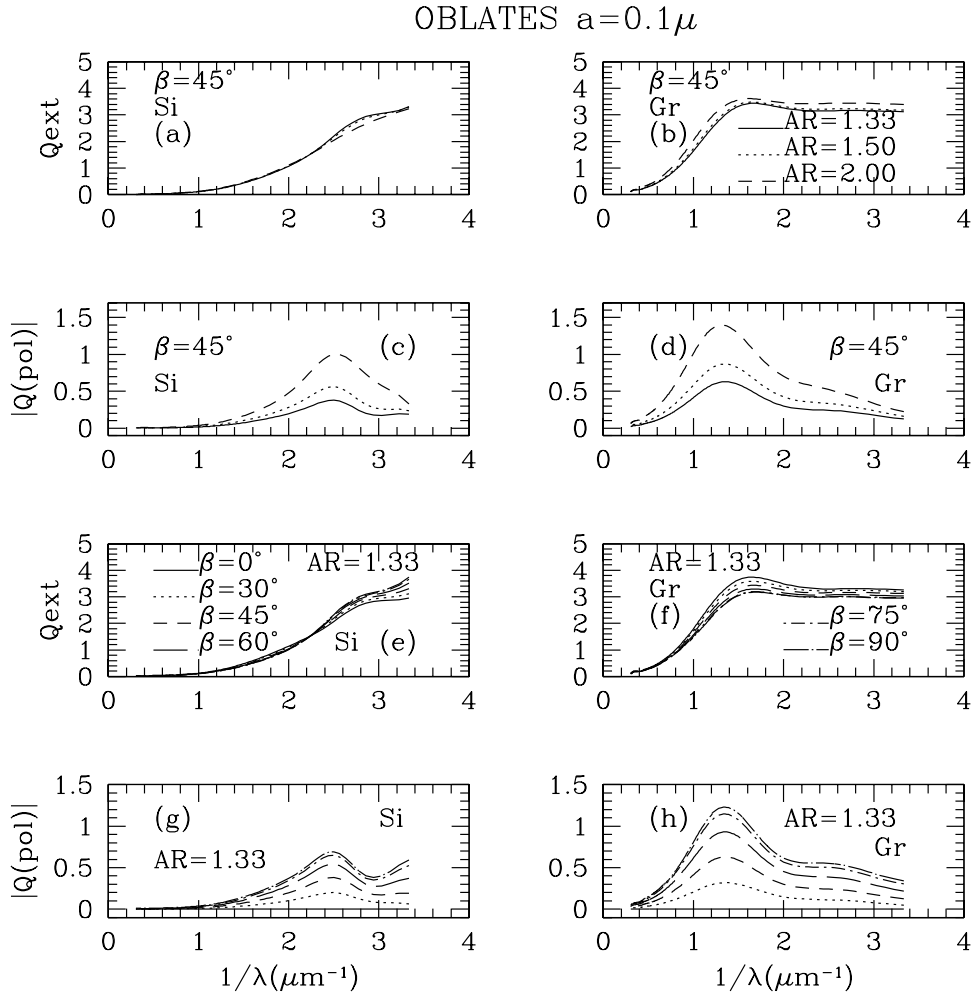 OBLATES a=0.1μ
5
4
3
2
1
0
Qext
β=45°
Si
(a)
0 1 2 3 4
5
4
3
2
1
0
β=45°
Gr
(b)
AR=1.33
AR=1.50
AR=2.00
0 1 2 3 4
1.5
1
0.5
0
|Q(pol)|
β=45° (c)
Si
0 1 2 3 4
1.5
1
0.5
0
(d) β=45°
Gr
0 1 2 3 4
5
4
3
2
1
0
Qext
β=0° AR=1.33
β=30°
β=45°
β=60° Si (e)
0 1 2 3 4
5
4
3
2
1
0
AR=1.33
Gr
(f) β=75°
β=90°
0 1 2 3 4
1.5
1
0.5
0
|Q(pol)|
(g) Si
AR=1.33
0 1 2 3 4
1/λ(μm⁻¹)
1.5
1
0.5
0
(h) AR=1.33
Gr
0 1 2 3 4
1/λ(μm⁻¹)